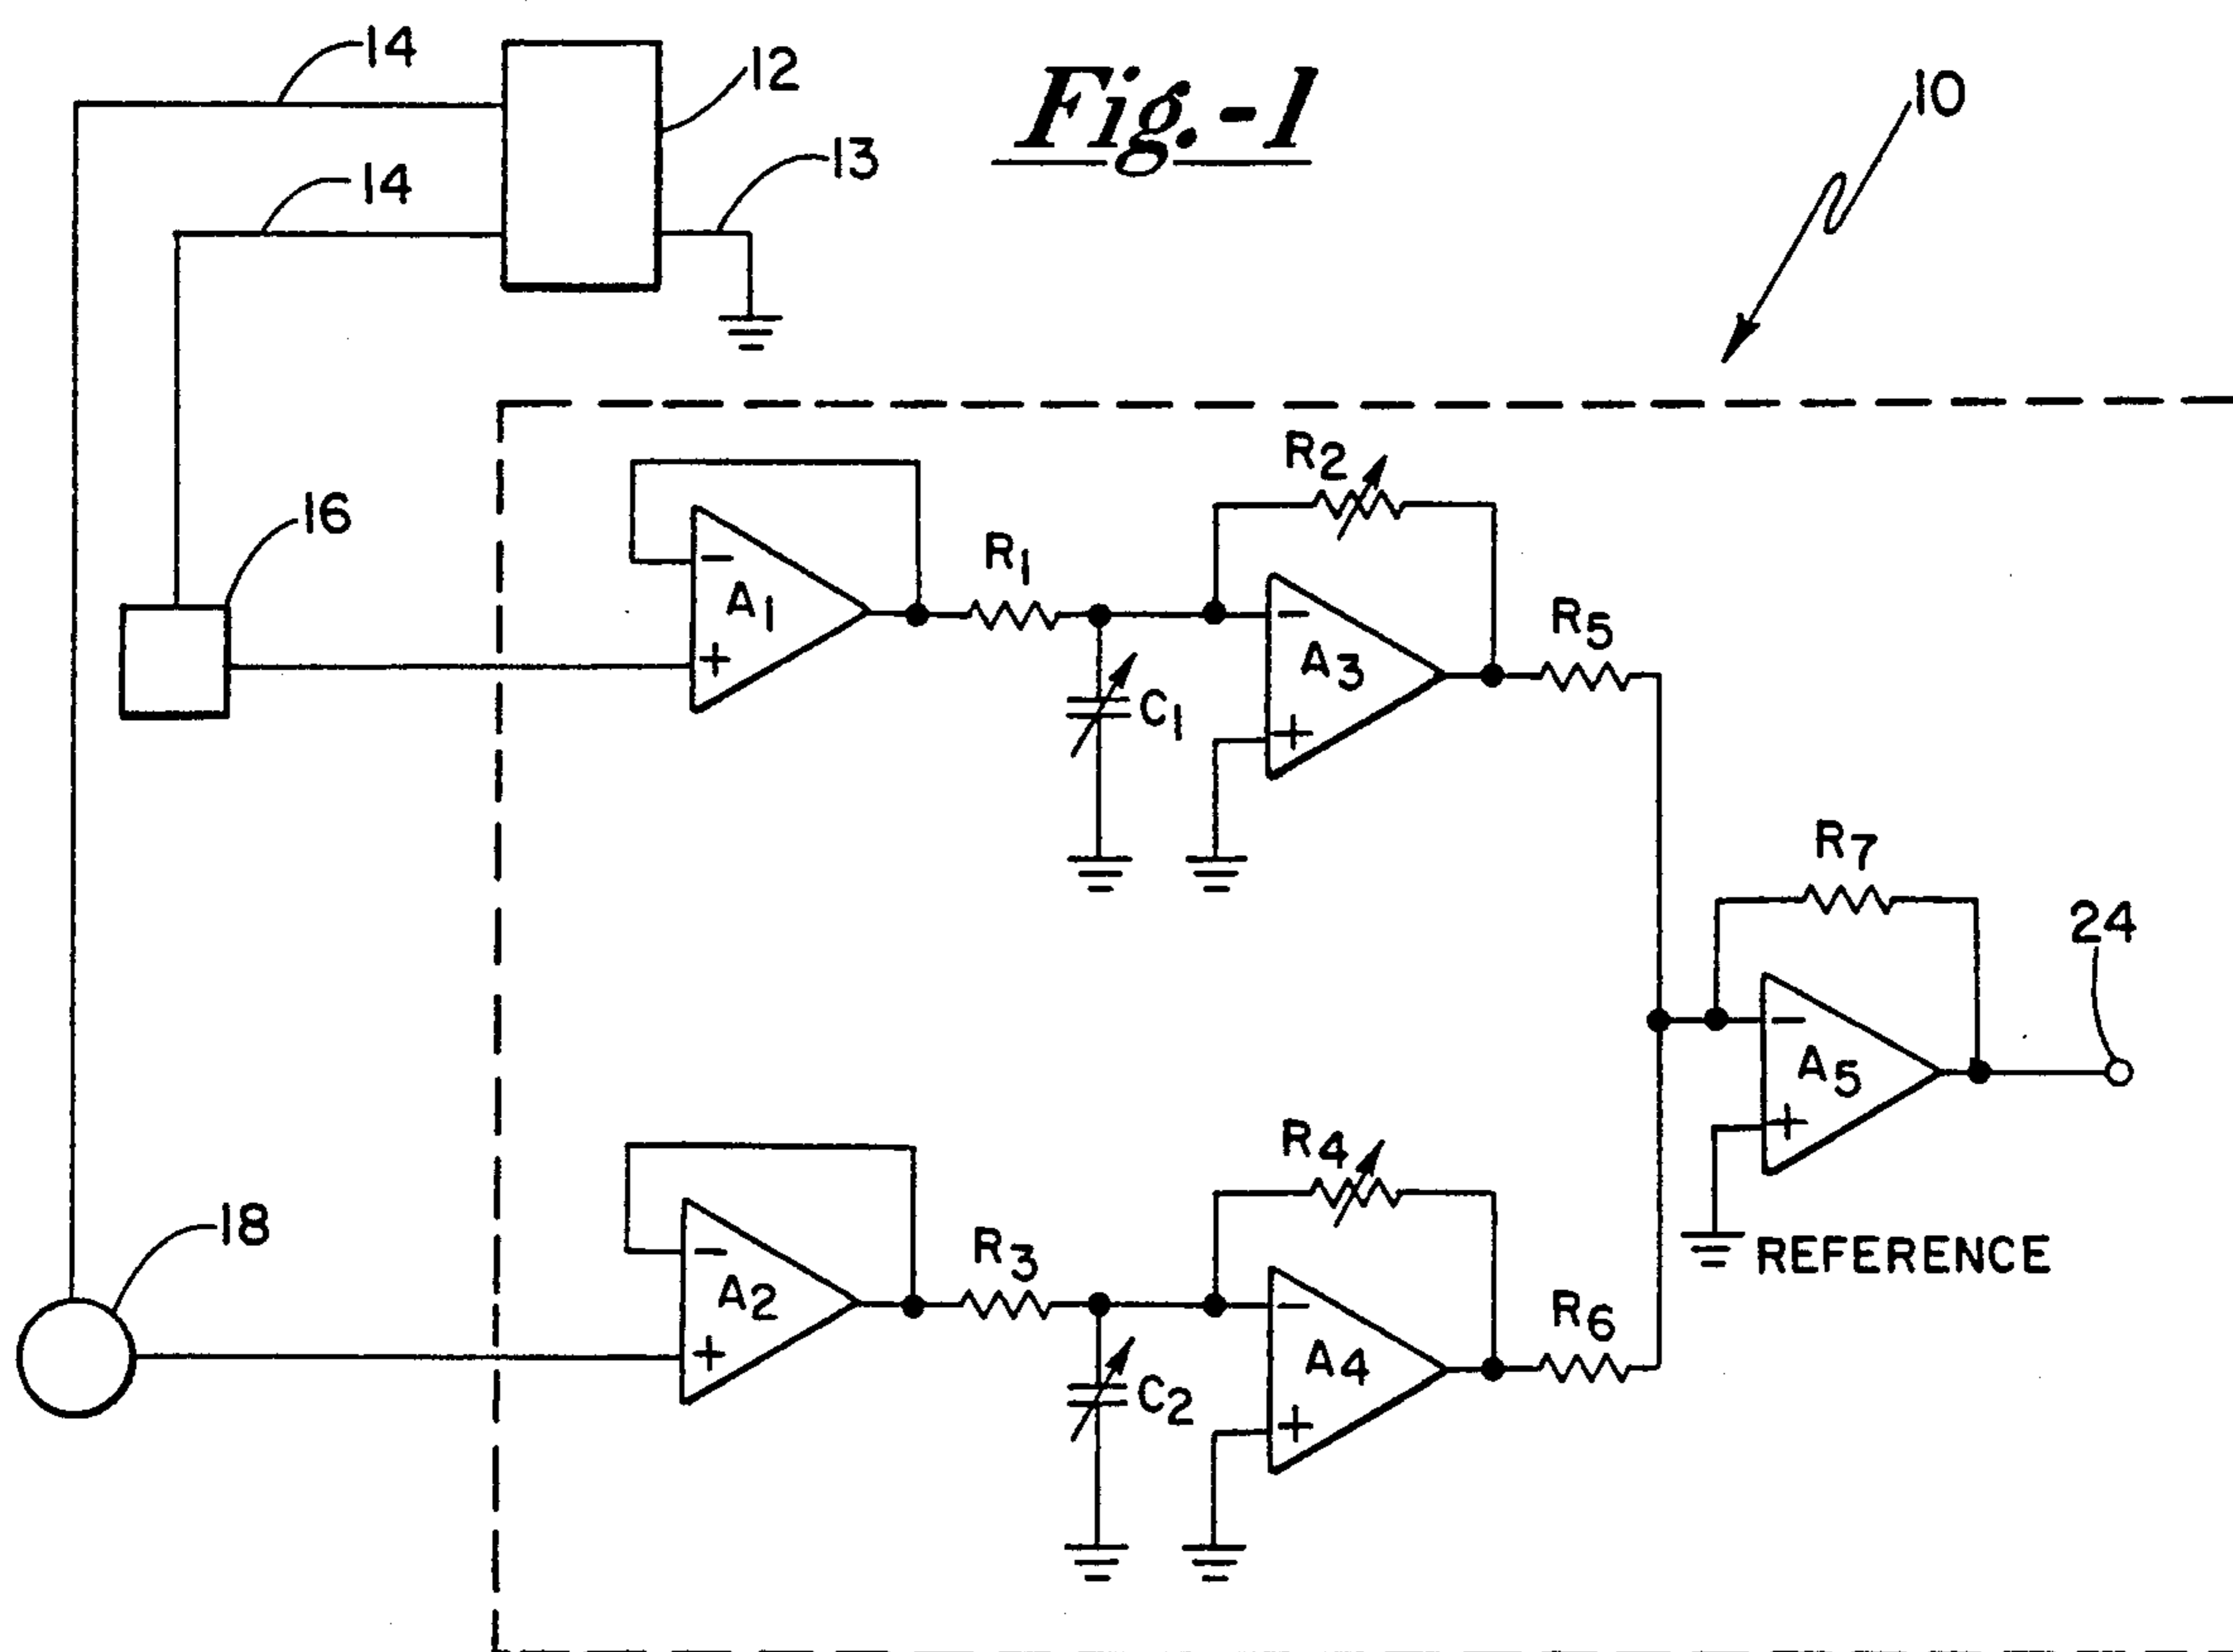 14
12
Fig.-1
10
14
13
16
R2
R1
A1
-
+
C1
-
A3
+
R5
R7
24
-
A5
+
REFERENCE
18
R4
R3
A2
-
+
C2
-
A4
+
R6